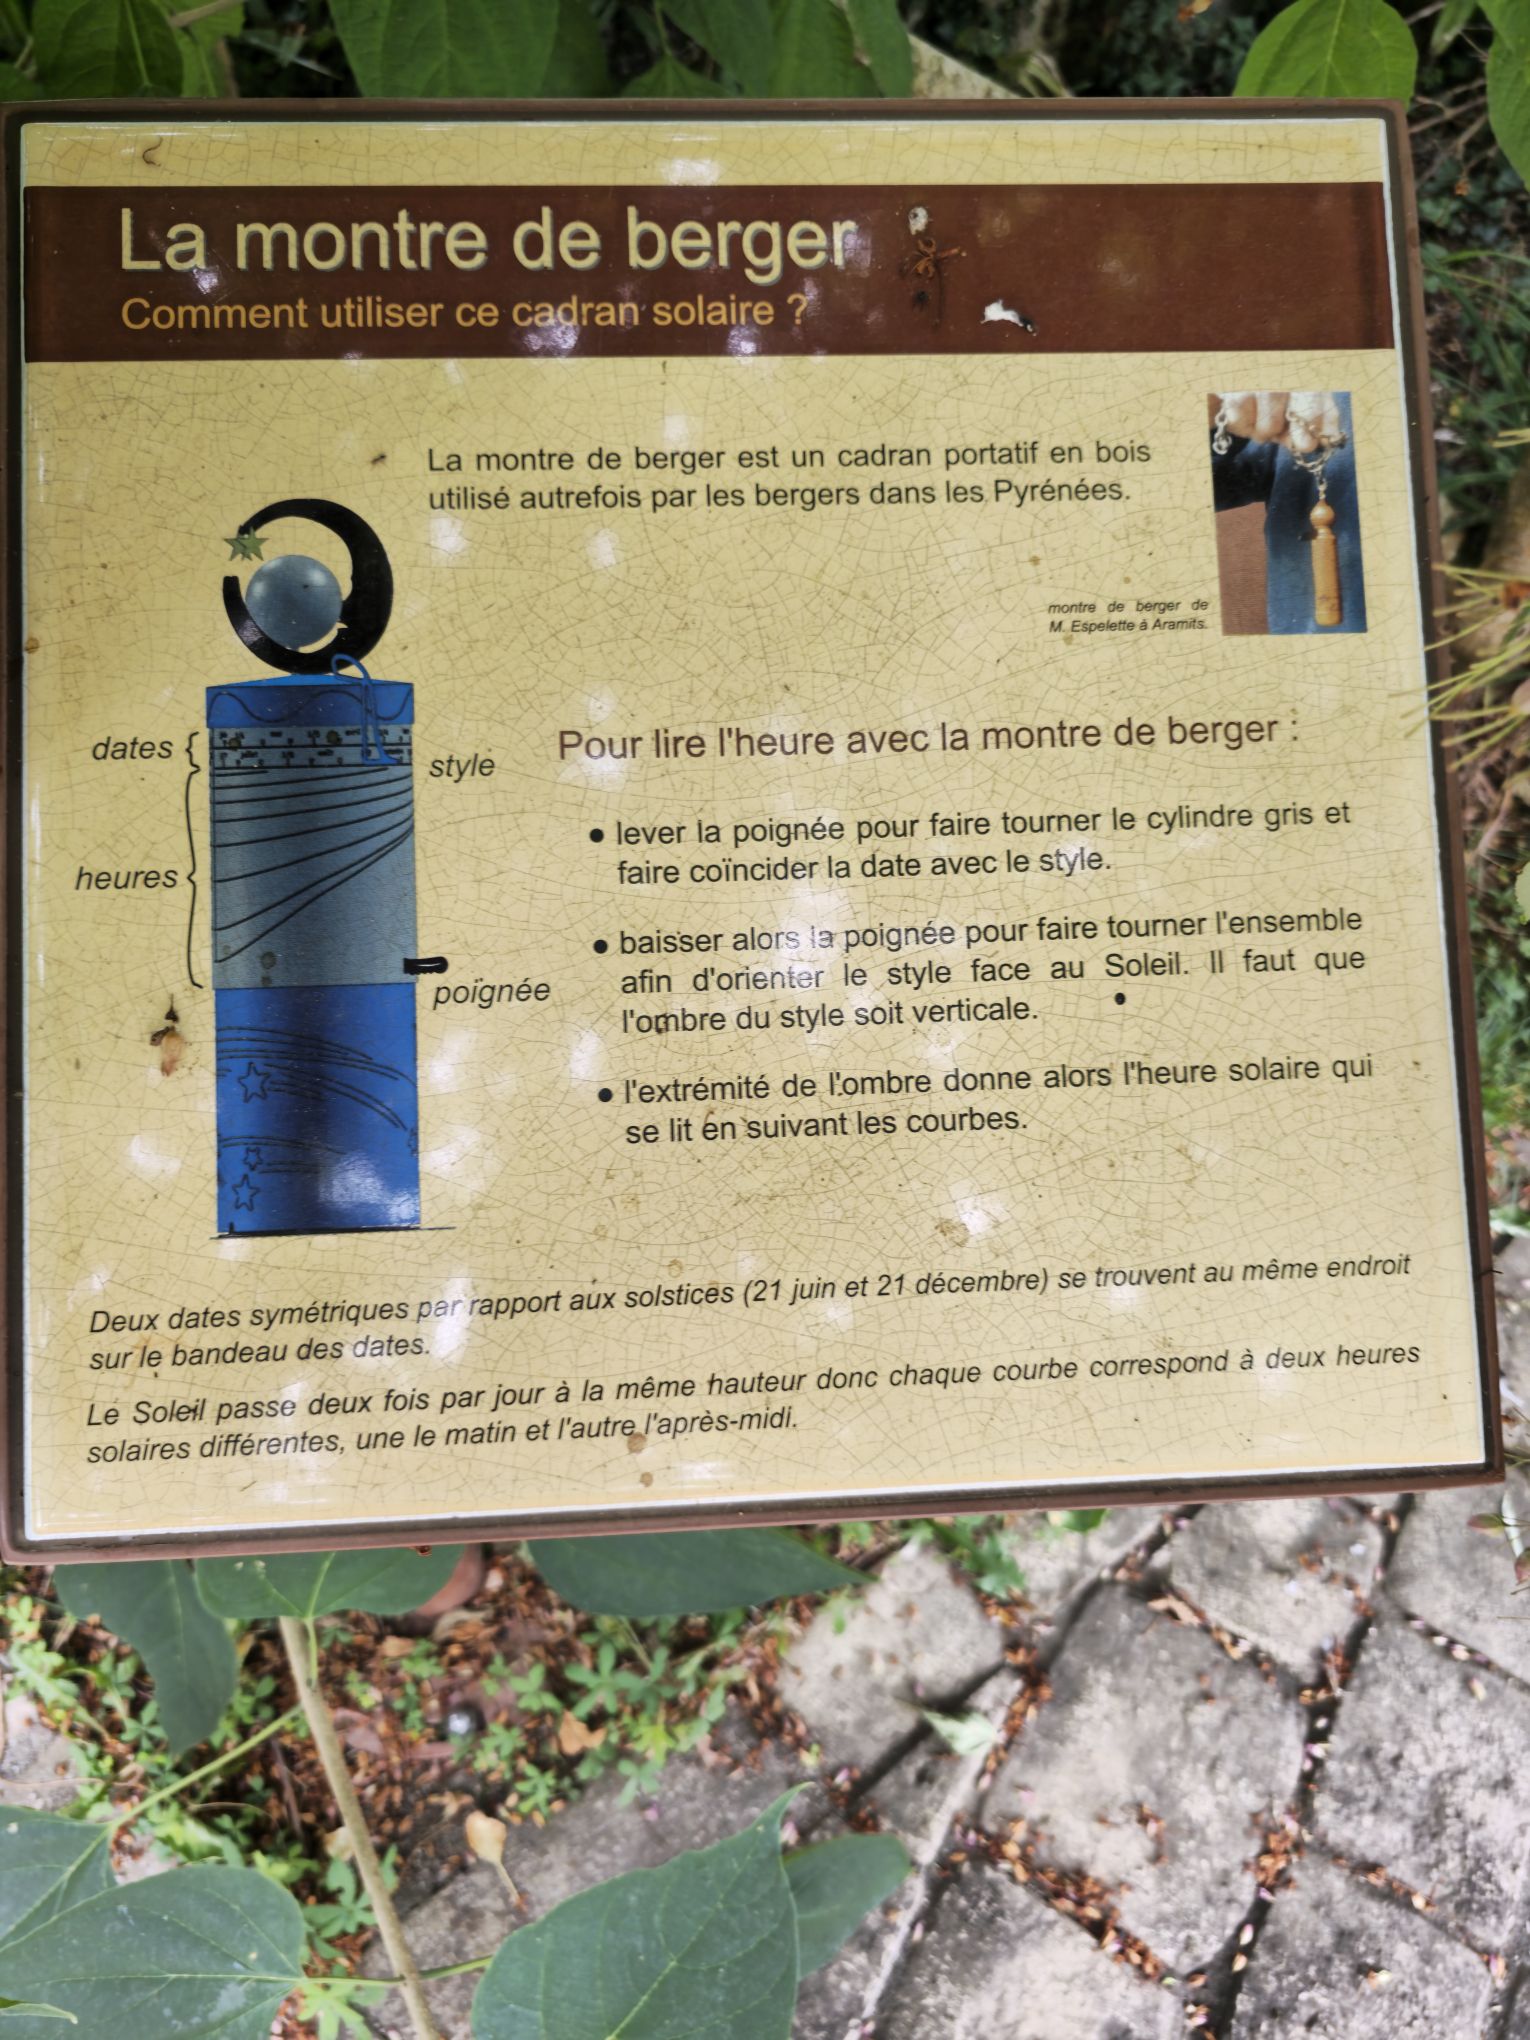 La montre de berger
Comment utiliser ce cadran solaire ?
La montre de berger est un cadran portatif en bois
utilisé autrefois par les bergers dans les Pyrénées.
montre de berger de
M. Espelette à Aramits.
dates
style
heures
poïgnée
Pour lire l'heure avec la montre de berger :
• lever la poignée pour faire tourner le cylindre gris et
faire coïncider la date avec le style.
• baisser alors la poignée pour faire tourner l'ensemble
afin d'orienter le style face au Soleil. Il faut que
l'ombre du style soit verticale.
• l'extrémité de l'ombre donne alors l'heure solaire qui
se lit en suivant les courbes.
Deux dates symétriques par rapport aux solstices (21 juin et 21 décembre) se trouvent au même endroit
sur le bandeau des dates.
Le Soleil passe deux fois par jour à la même hauteur donc chaque courbe correspond à deux heures
solaires différentes, une le matin et l'autre l'après-midi.